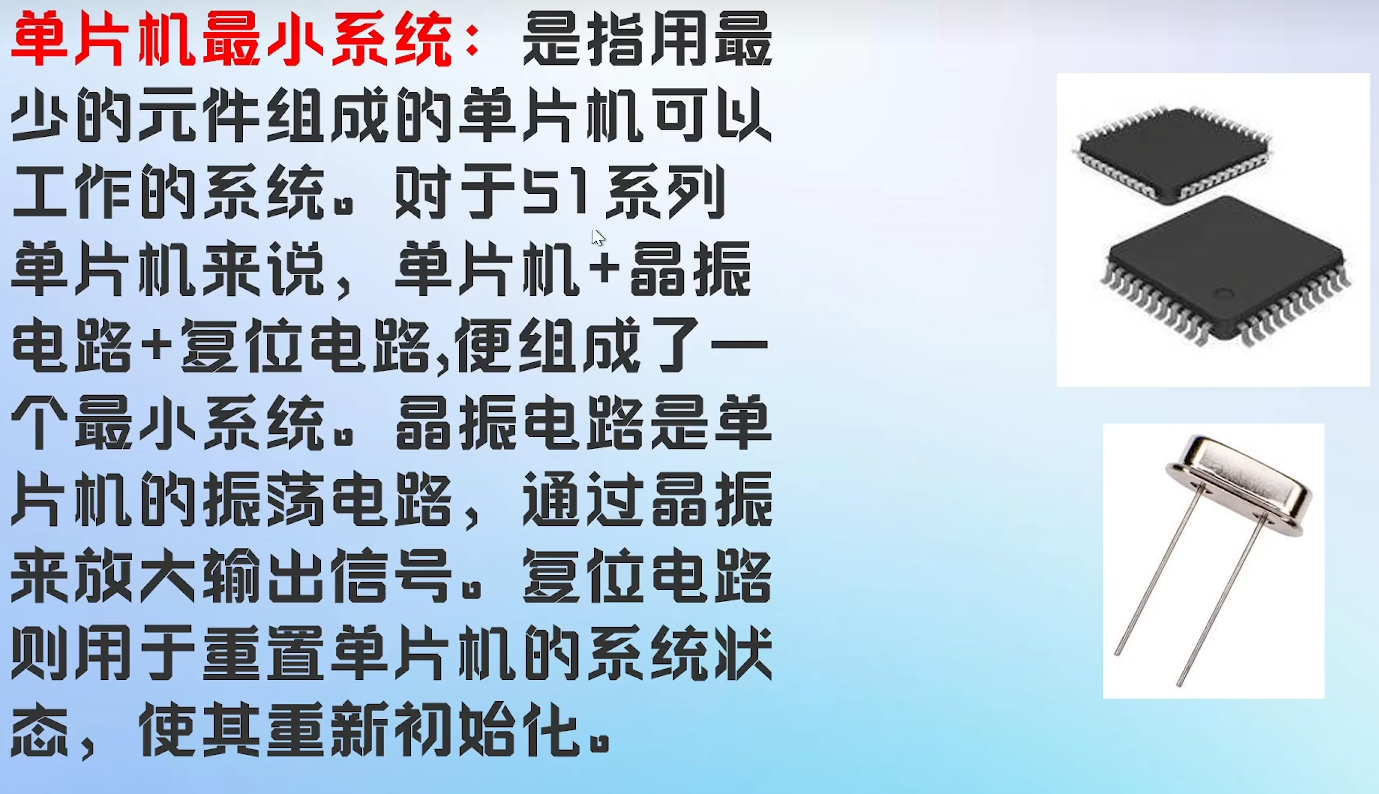 单片机最小系统：是指用最
少的元件组成的单片机可以
工作的系统。对于51系列
单片机来说，单片机+晶振
电路+复位电路,便组成了一
个最小系统。晶振电路是单
片机的振荡电路，通过晶振
来放大输出信号。复位电路
则用于重置单片机的系统状
态，使其重新初始化。